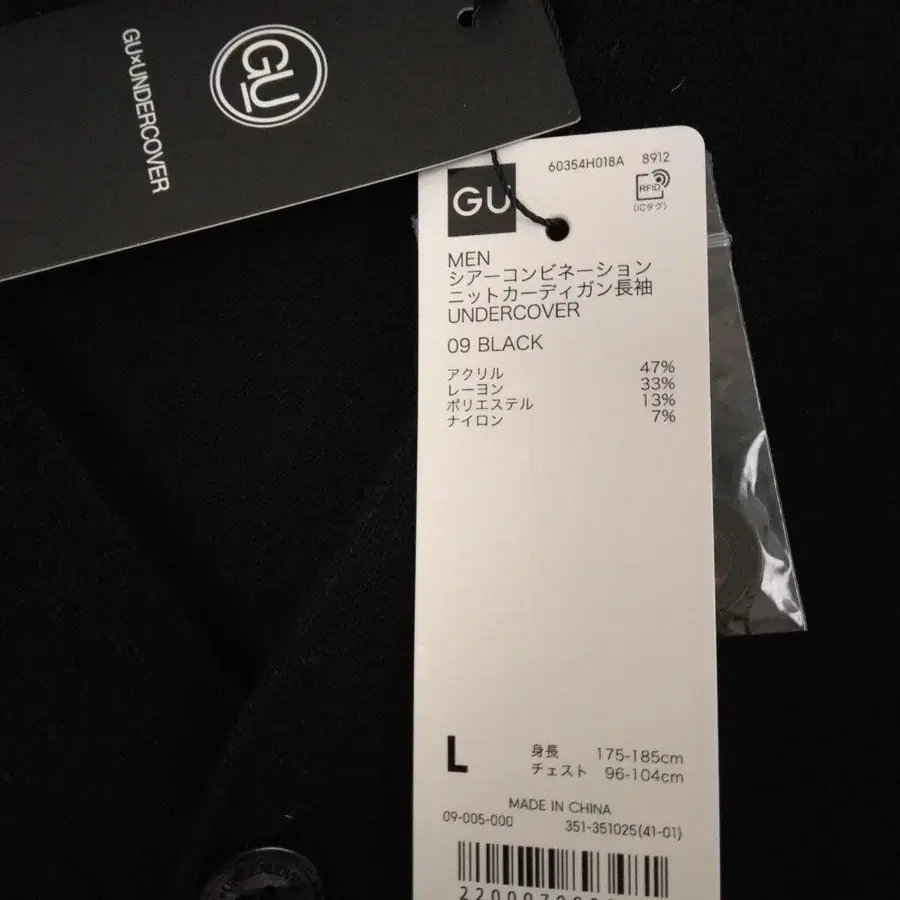 GU×UNDERCOVER
GU
60354H018A 8912
GU
RFID
(ICタグ)
MEN
シアーコンビネーション
ニットカーディガン長袖
UNDERCOVER
09 BLACK
アクリル 47%
レーヨン 33%
ポリエステル 13%
ナイロン 7%
L 身長 175-185cm
チェスト 96-104cm
MADE IN CHINA
09-005-000 351-351025(41-01)